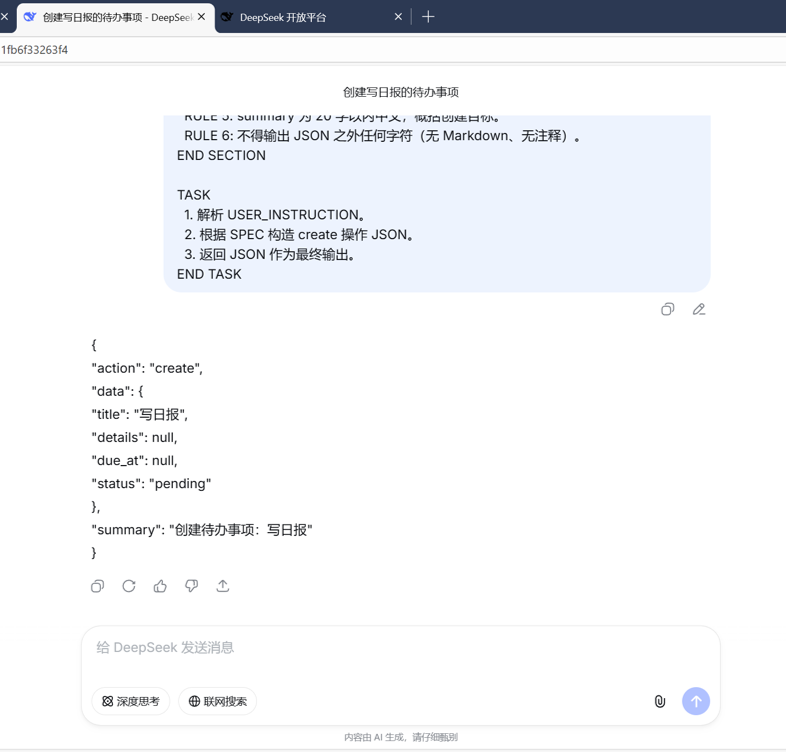 创建写日报的待办事项 - DeepSeek
DeepSeek 开放平台
1fb6f33263f4
创建写日报的待办事项
RULE 5: summary 为 20 字以内中文，概括创建目标。
RULE 6: 不得输出 JSON 之外任何字符（无 Markdown、无注释）。
END SECTION
TASK
1. 解析 USER_INSTRUCTION。
2. 根据 SPEC 构造 create 操作 JSON。
3. 返回 JSON 作为最终输出。
END TASK
{
"action": "create",
"data": {
"title": "写日报",
"details": null,
"due_at": null,
"status": "pending"
},
"summary": "创建待办事项：写日报"
}
给 DeepSeek 发送消息
深度思考
联网搜索
内容由 AI 生成，请仔细甄别